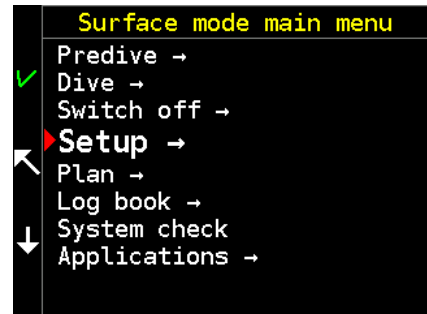 Surface mode main menu
Predive →
Dive →
Switch off →
Setup →
Plan →
Log book →
System check
Applications →